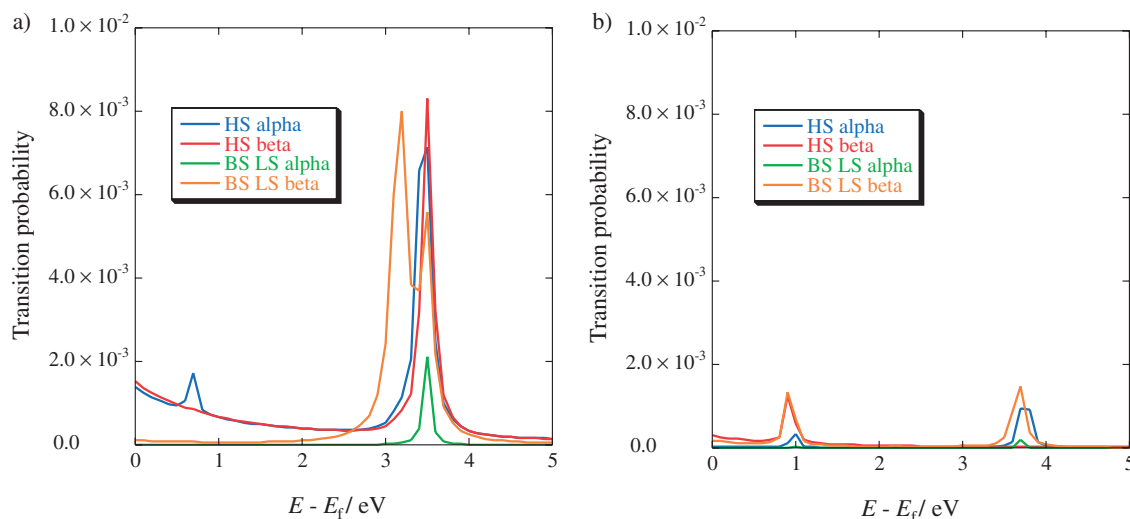 a)
1.0 × 10⁻²
8.0 × 10⁻³
6.0 × 10⁻³
4.0 × 10⁻³
2.0 × 10⁻³
0.0
Transition probability
HS alpha
HS beta
BS LS alpha
BS LS beta
0 1 2 3 4 5
E - Ef / eV
b)
1.0 × 10⁻²
8.0 × 10⁻³
6.0 × 10⁻³
4.0 × 10⁻³
2.0 × 10⁻³
0.0
Transition probability
HS alpha
HS beta
BS LS alpha
BS LS beta
0 1 2 3 4 5
E - Ef / eV